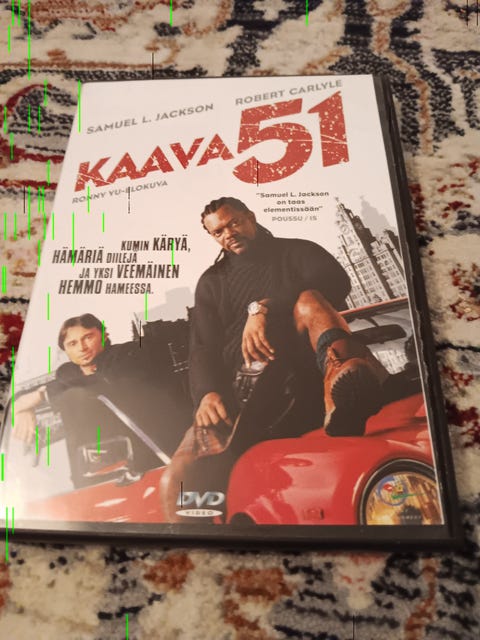 SAMUEL L. JACKSON ROBERT CARLYLE
KAAVA 51
RONNY YU-ELOKUVA
"Samuel L. Jackson
on taas
elementissään"
POUSSU / IS
KUMIN KÄRYÄ,
HÄMÄRIÄ DIILEJÄ
JA YKSI VEEMÄINEN
HEMMO HAMEESSA.
DVD
VIDEO